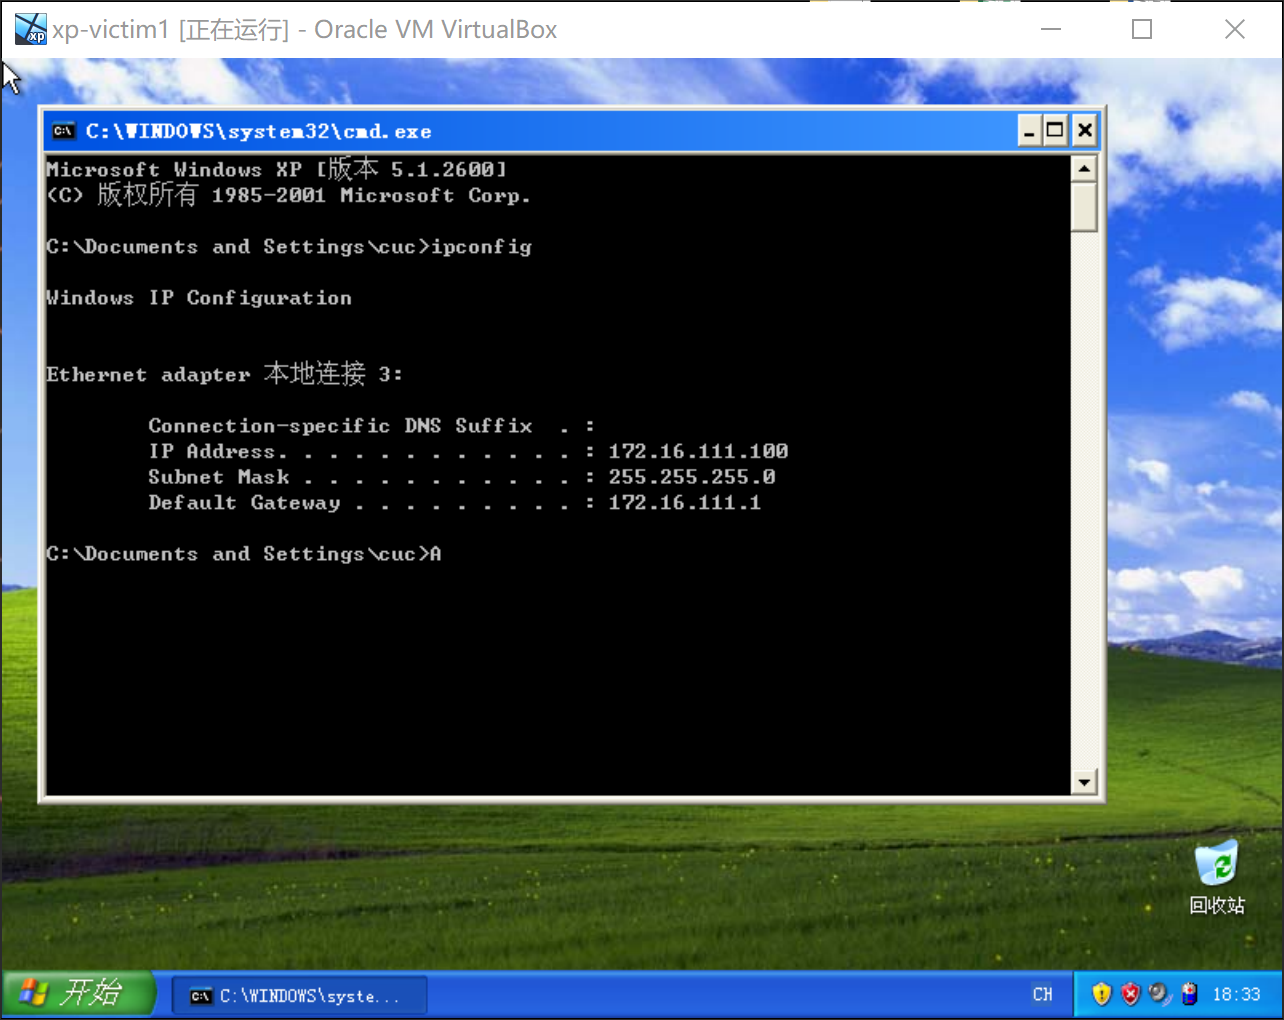 xp-victim1 [正在运行] - Oracle VM VirtualBox
C:\WINDOWS\system32\cmd.exe
Microsoft Windows XP [版本 5.1.2600]
(C) 版权所有 1985-2001 Microsoft Corp.
C:\Documents and Settings\cuc>ipconfig
Windows IP Configuration
Ethernet adapter 本地连接 3:
Connection-specific DNS Suffix  . :
IP Address. . . . . . . . . . . . : 172.16.111.100
Subnet Mask . . . . . . . . . . . : 255.255.255.0
Default Gateway . . . . . . . . . : 172.16.111.1
C:\Documents and Settings\cuc>A
回收站
开始
C:\WINDOWS\syste...
CH
18:33